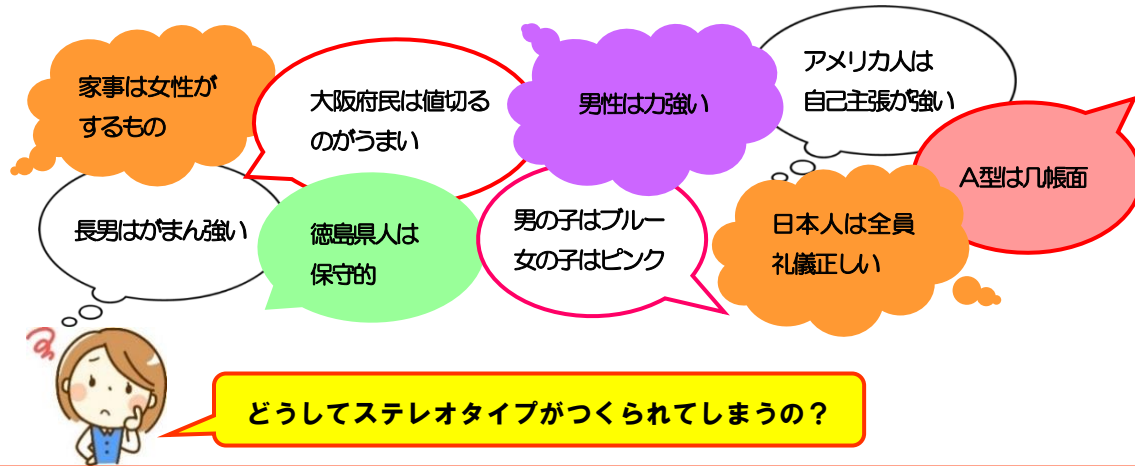 家事は女性が
するもの
大阪府民は値切る
のがうまい
男性は力強い
アメリカ人は
自己主張が強い
A型は几帳面
長男はがまん強い
徳島県人は
保守的
男の子はブルー
女の子はピンク
日本人は全員
礼儀正しい
どうしてステレオタイプがつくられてしまうの？